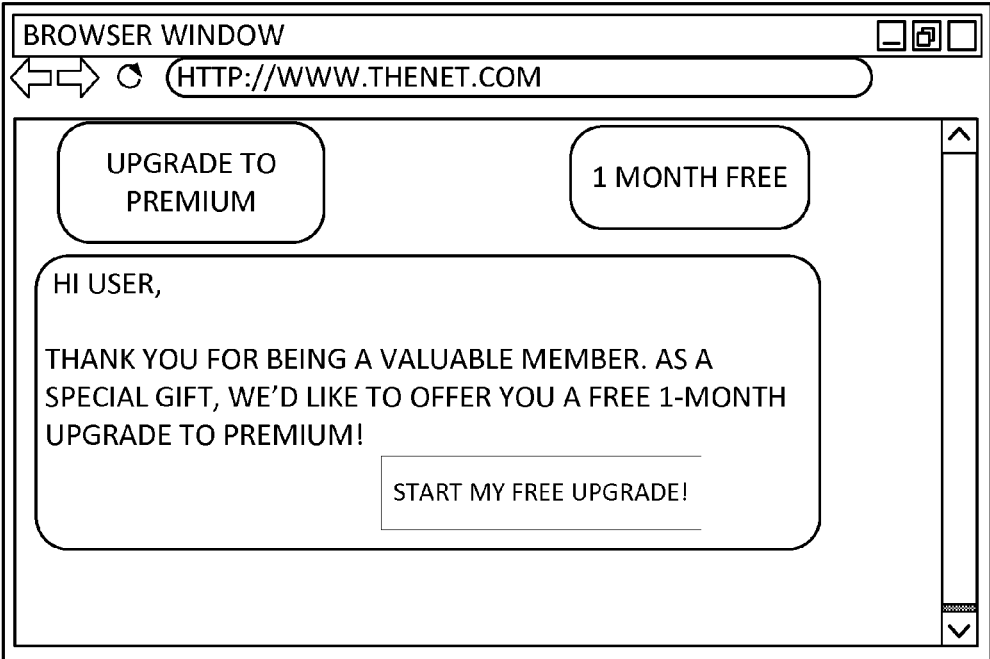 BROWSER WINDOW
HTTP://WWW.THENET.COM
UPGRADE TO
PREMIUM
1 MONTH FREE
HI USER,
THANK YOU FOR BEING A VALUABLE MEMBER. AS A
SPECIAL GIFT, WE’D LIKE TO OFFER YOU A FREE 1-MONTH
UPGRADE TO PREMIUM!
START MY FREE UPGRADE!